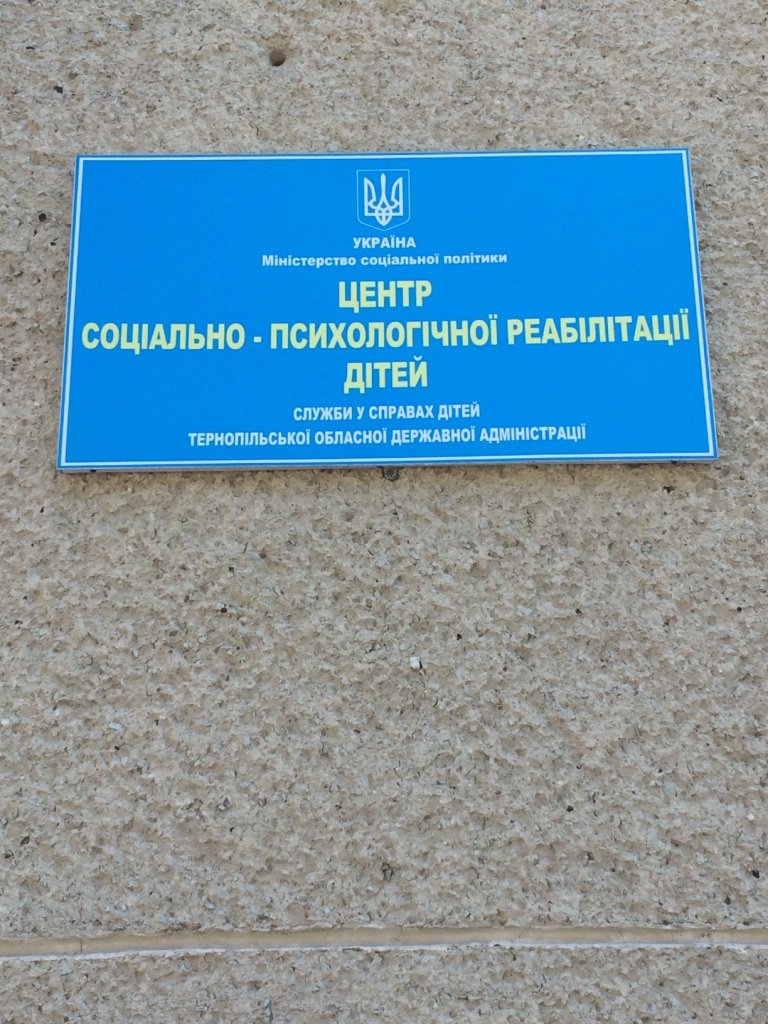 УКРАЇНА
Міністерство соціальної політики
ЦЕНТР
СОЦІАЛЬНО - ПСИХОЛОГІЧНОЇ РЕАБІЛІТАЦІЇ
ДІТЕЙ
СЛУЖБИ У СПРАВАХ ДІТЕЙ
ТЕРНОПІЛЬСЬКОЇ ОБЛАСНОЇ ДЕРЖАВНОЇ АДМІНІСТРАЦІЇ